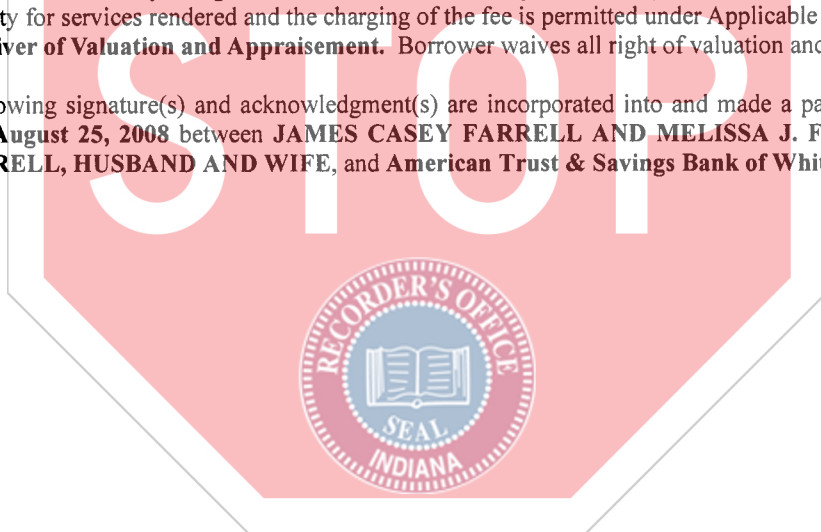 ty for services rendered and the charging of the fee is permitted under Applicable
iver of Valuation and Appraisement. Borrower waives all right of valuation and
owing signature(s) and acknowledgment(s) are incorporated into and made a pa
August 25, 2008 between JAMES CASEY FARRELL AND MELISSA J. F
RELL, HUSBAND AND WIFE, and American Trust & Savings Bank of Whi
STOP
RECORDER'S OFFICE
SEAL
INDIANA